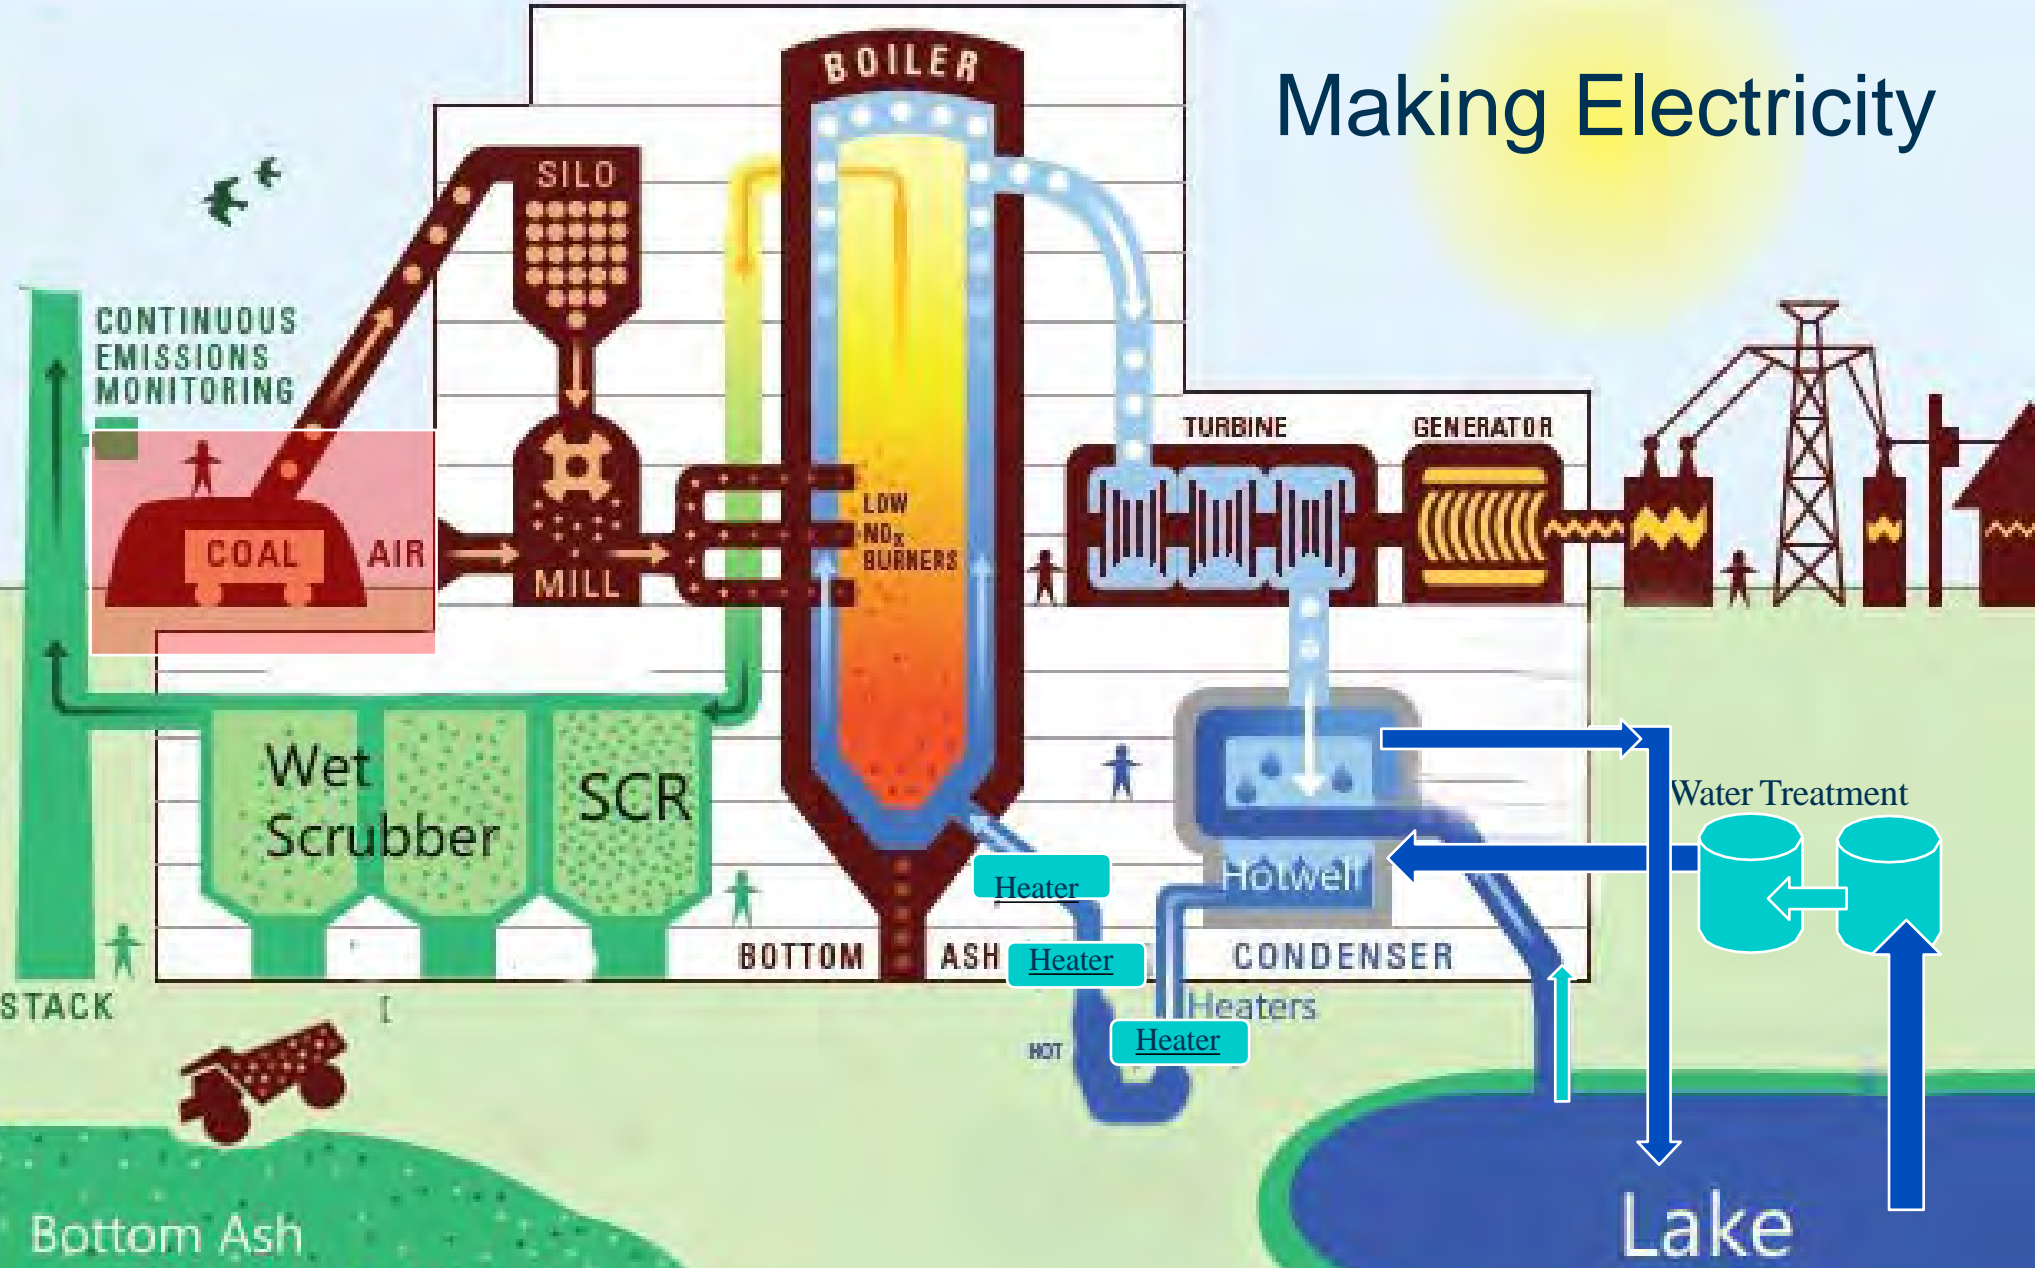 Making Electricity
BOILER
SILO
CONTINUOUS
EMISSIONS
MONITORING
COAL
AIR
MILL
LOW
NOx
BURNERS
TURBINE
GENERATOR
Wet
Scrubber
SCR
Water Treatment
Hotwell
Heater
BOTTOM
ASH
Heater
CONDENSER
STACK
Heaters
HOT
Heater
Lake
Bottom Ash